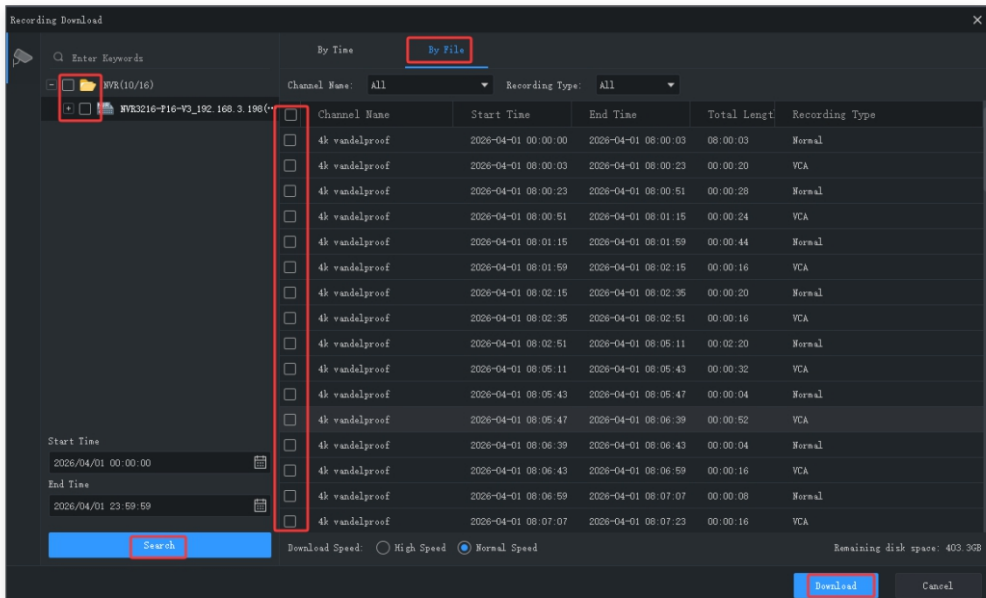 Recording Download
Enter Keywords
NVR(10/16)
NVR3216-P16-V3_192.168.3.198(··
By Time
By File
Channel Name: All
Recording Type: All
Channel Name Start Time End Time Total Lengt Recording Type
4k vandelproof 2026-04-01 00:00:00 2026-04-01 08:00:03 08:00:03 Normal
4k vandelproof 2026-04-01 08:00:03 2026-04-01 08:00:23 00:00:20 VCA
4k vandelproof 2026-04-01 08:00:23 2026-04-01 08:00:51 00:00:28 Normal
4k vandelproof 2026-04-01 08:00:51 2026-04-01 08:01:15 00:00:24 VCA
4k vandelproof 2026-04-01 08:01:15 2026-04-01 08:01:59 00:00:44 Normal
4k vandelproof 2026-04-01 08:01:59 2026-04-01 08:02:15 00:00:16 VCA
4k vandelproof 2026-04-01 08:02:15 2026-04-01 08:02:35 00:00:20 Normal
4k vandelproof 2026-04-01 08:02:35 2026-04-01 08:02:51 00:00:16 VCA
4k vandelproof 2026-04-01 08:02:51 2026-04-01 08:05:11 00:02:20 Normal
4k vandelproof 2026-04-01 08:05:11 2026-04-01 08:05:43 00:00:32 VCA
4k vandelproof 2026-04-01 08:05:43 2026-04-01 08:05:47 00:00:04 Normal
4k vandelproof 2026-04-01 08:05:47 2026-04-01 08:06:39 00:00:52 VCA
4k vandelproof 2026-04-01 08:06:39 2026-04-01 08:06:43 00:00:04 Normal
4k vandelproof 2026-04-01 08:06:43 2026-04-01 08:06:59 00:00:16 VCA
4k vandelproof 2026-04-01 08:06:59 2026-04-01 08:07:07 00:00:08 Normal
4k vandelproof 2026-04-01 08:07:07 2026-04-01 08:07:23 00:00:16 VCA
Start Time
2026/04/01 00:00:00
End Time
2026/04/01 23:59:59
Search
Download Speed: High Speed Normal Speed
Remaining disk space: 403.3GB
Download
Cancel